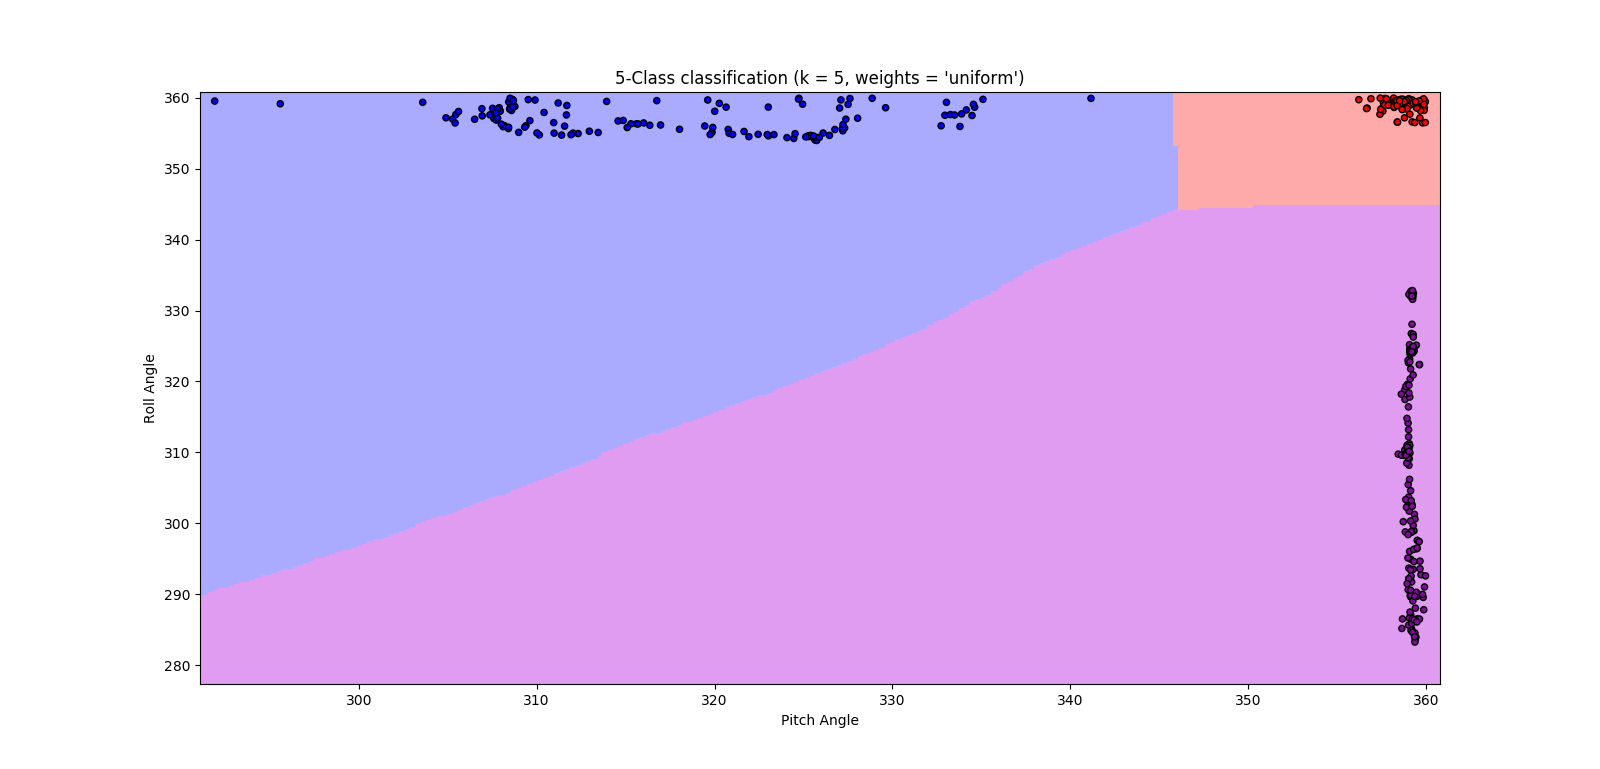 5-Class classification (k = 5, weights = 'uniform')
360
350
340
330
320
310
300
290
280
Roll Angle
300 310 320 330 340 350 360
Pitch Angle